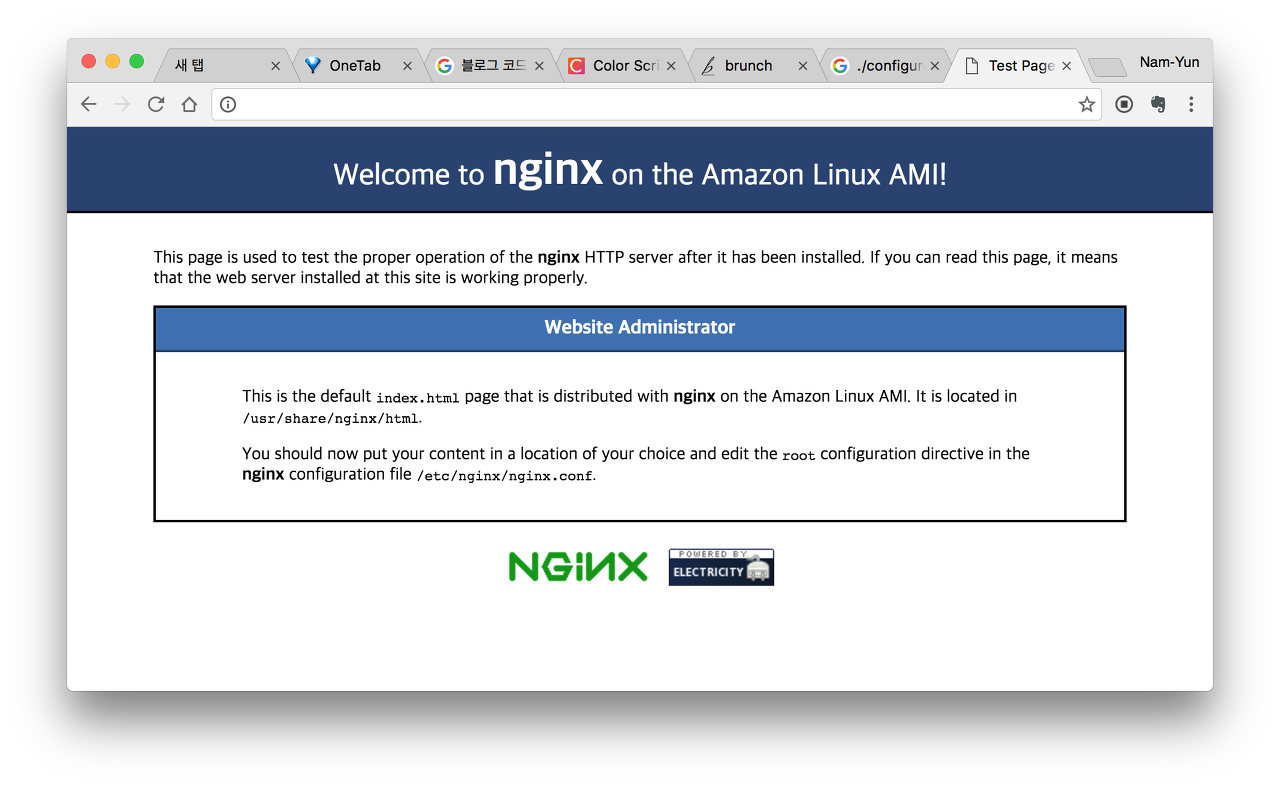 새 탭
OneTab
블로그 코드
Color Scri
brunch
./configur
Test Page
Nam-Yun
Welcome to nginx on the Amazon Linux AMI!
This page is used to test the proper operation of the nginx HTTP server after it has been installed. If you can read this page, it means
that the web server installed at this site is working properly.
Website Administrator
This is the default index.html page that is distributed with nginx on the Amazon Linux AMI. It is located in
/usr/share/nginx/html.
You should now put your content in a location of your choice and edit the root configuration directive in the
nginx configuration file /etc/nginx/nginx.conf.
NGiNX
POWERED BY
ELECTRICITY